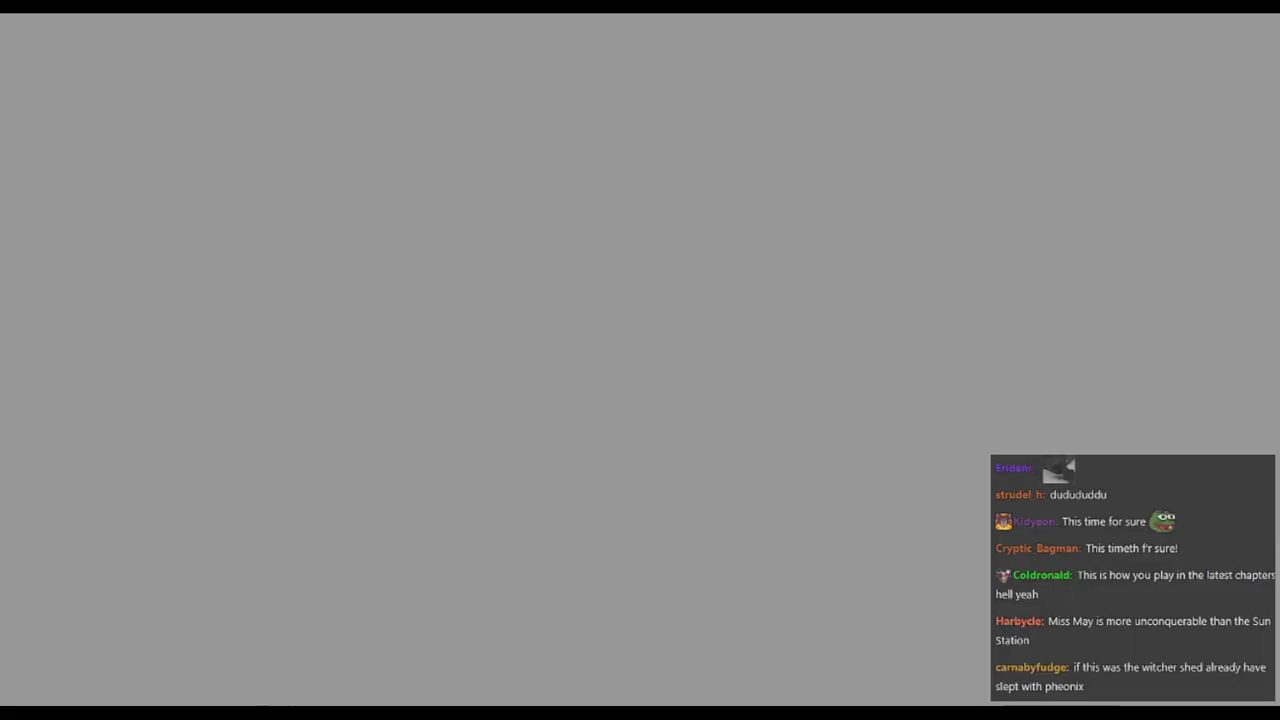 Eridani
strudel_h: dudududdu
Kidyeon: This time for sure
Cryptic_Bagman: This timeth f'r sure!
Coldronald: This is how you play in the latest chapters
hell yeah
Harbycle: Miss May is more unconquerable than the Sun
Station
carnabyfudge: if this was the witcher shed already have
slept with pheonix